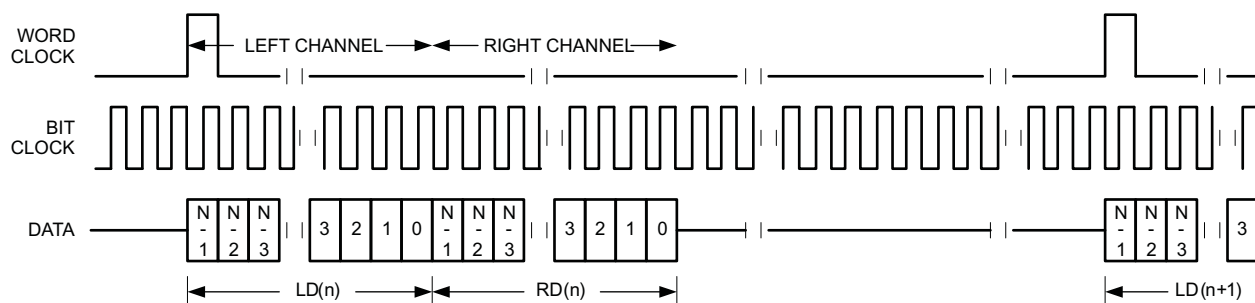 WORD
CLOCK
LEFT CHANNEL
RIGHT CHANNEL
BIT
CLOCK
DATA
N
-
1
N
-
2
N
-
3
3
2
1
0
N
-
1
N
-
2
N
-
3
3
2
1
0
N
-
1
N
-
2
N
-
3
3
LD(n)
RD(n)
LD(n+1)